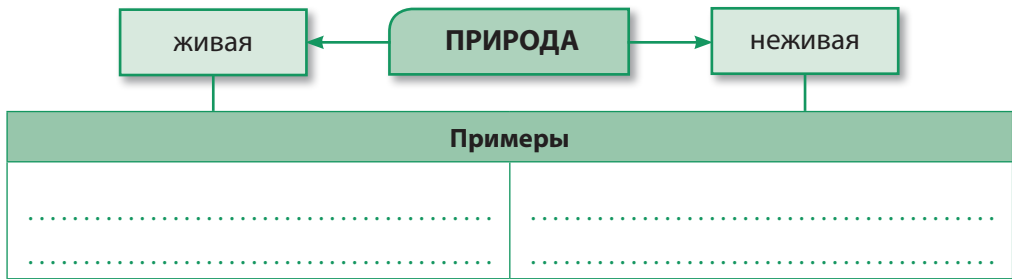 живая
ПРИРОДА
неживая
Примеры